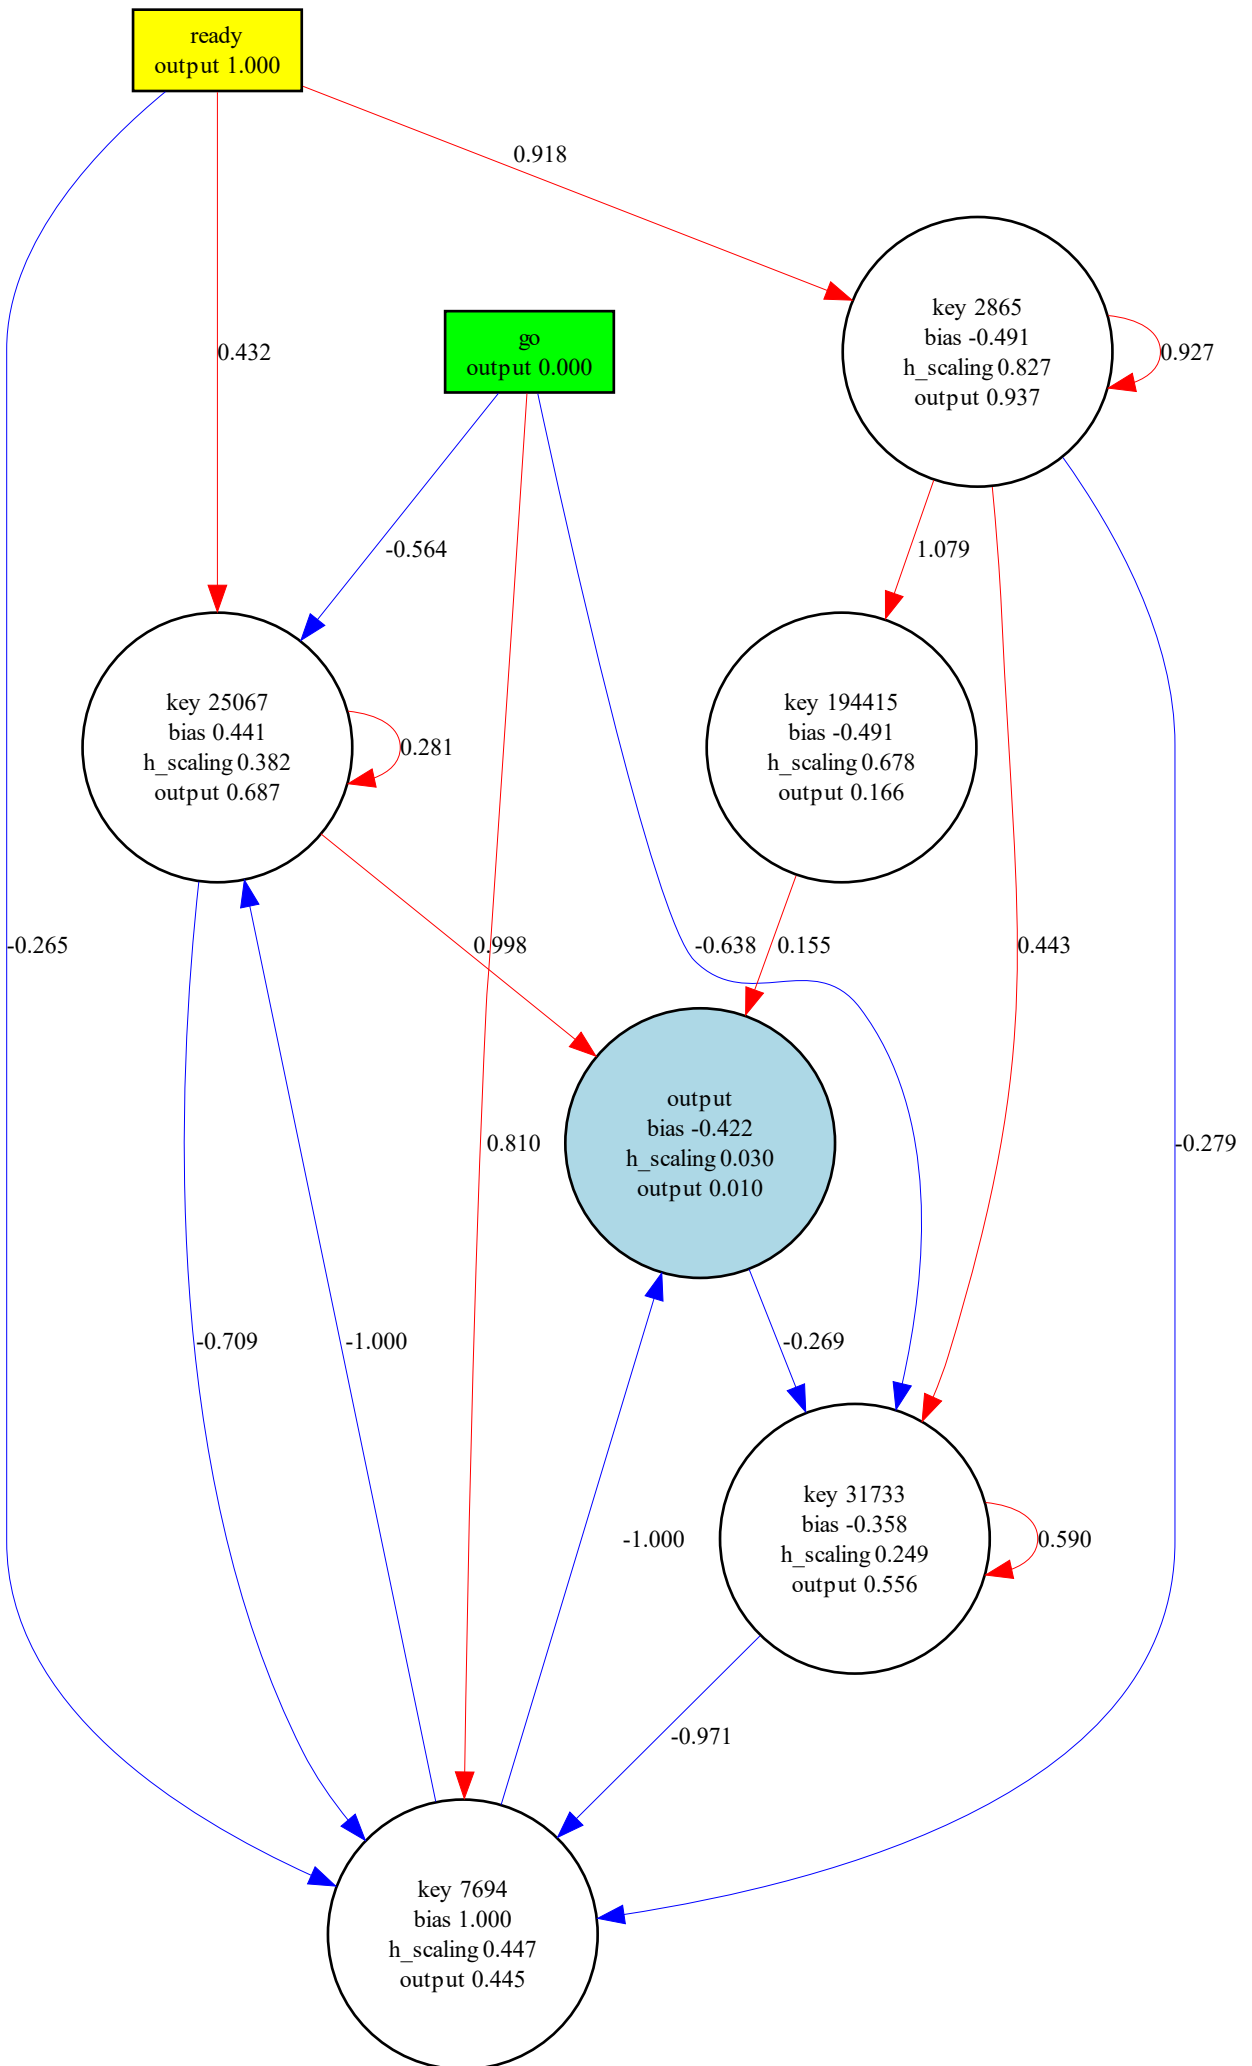 ready
output 1.000
0.918
key 2865
bias -0.491
h_scaling 0.827
output 0.937
0.927
go
output 0.000
0.432
-0.564
1.079
key 25067
bias 0.441
h_scaling 0.382
output 0.687
0.281
key 194415
bias -0.491
h_scaling 0.678
output 0.166
-0.265
0.998
-0.638
0.155
0.443
output
bias -0.422
h_scaling 0.030
output 0.010
0.810
-0.279
-0.709
-1.000
-0.269
-1.000
key 31733
bias -0.358
h_scaling 0.249
output 0.556
0.590
-0.971
key 7694
bias 1.000
h_scaling 0.447
output 0.445